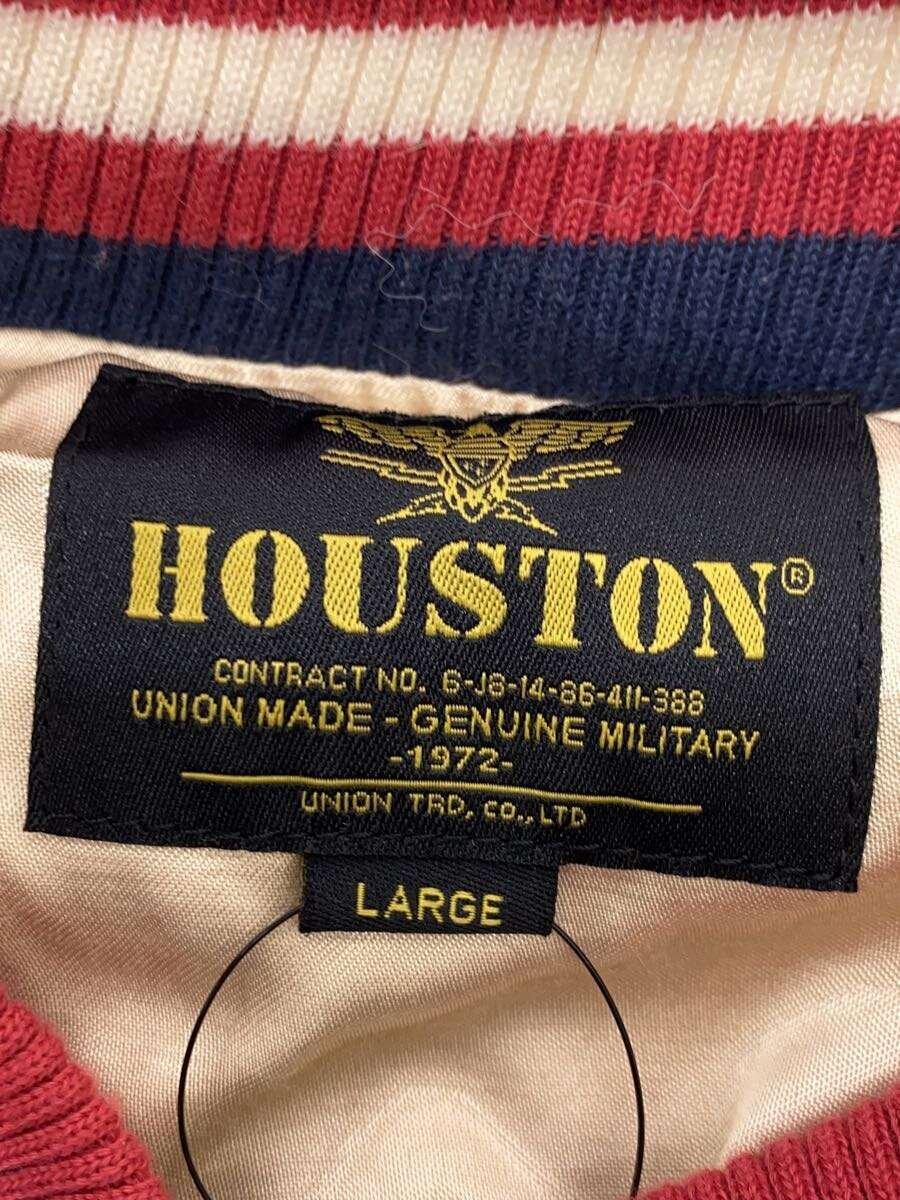 HOUSTON®
CONTRACT NO. 6-J8-14-86-411-388
UNION MADE - GENUINE MILITARY
-1972-
UNION TRD, CO., LTD
LARGE